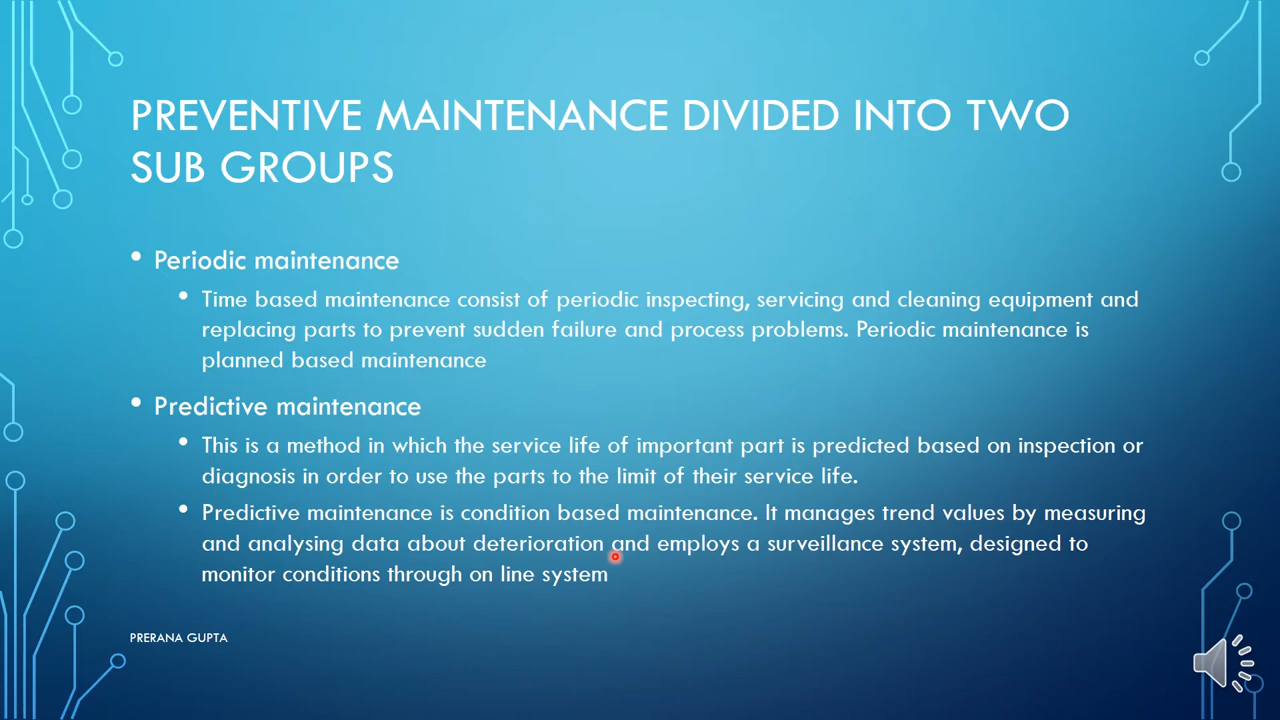 PREVENTIVE MAINTENANCE DIVIDED INTO TWO
SUB GROUPS
• Periodic maintenance
• Time based maintenance consist of periodic inspecting, servicing and cleaning equipment and
replacing parts to prevent sudden failure and process problems. Periodic maintenance is
planned based maintenance
• Predictive maintenance
• This is a method in which the service life of important part is predicted based on inspection or
diagnosis in order to use the parts to the limit of their service life.
• Predictive maintenance is condition based maintenance. It manages trend values by measuring
and analysing data about deterioration and employs a surveillance system, designed to
monitor conditions through on line system
PRERANA GUPTA